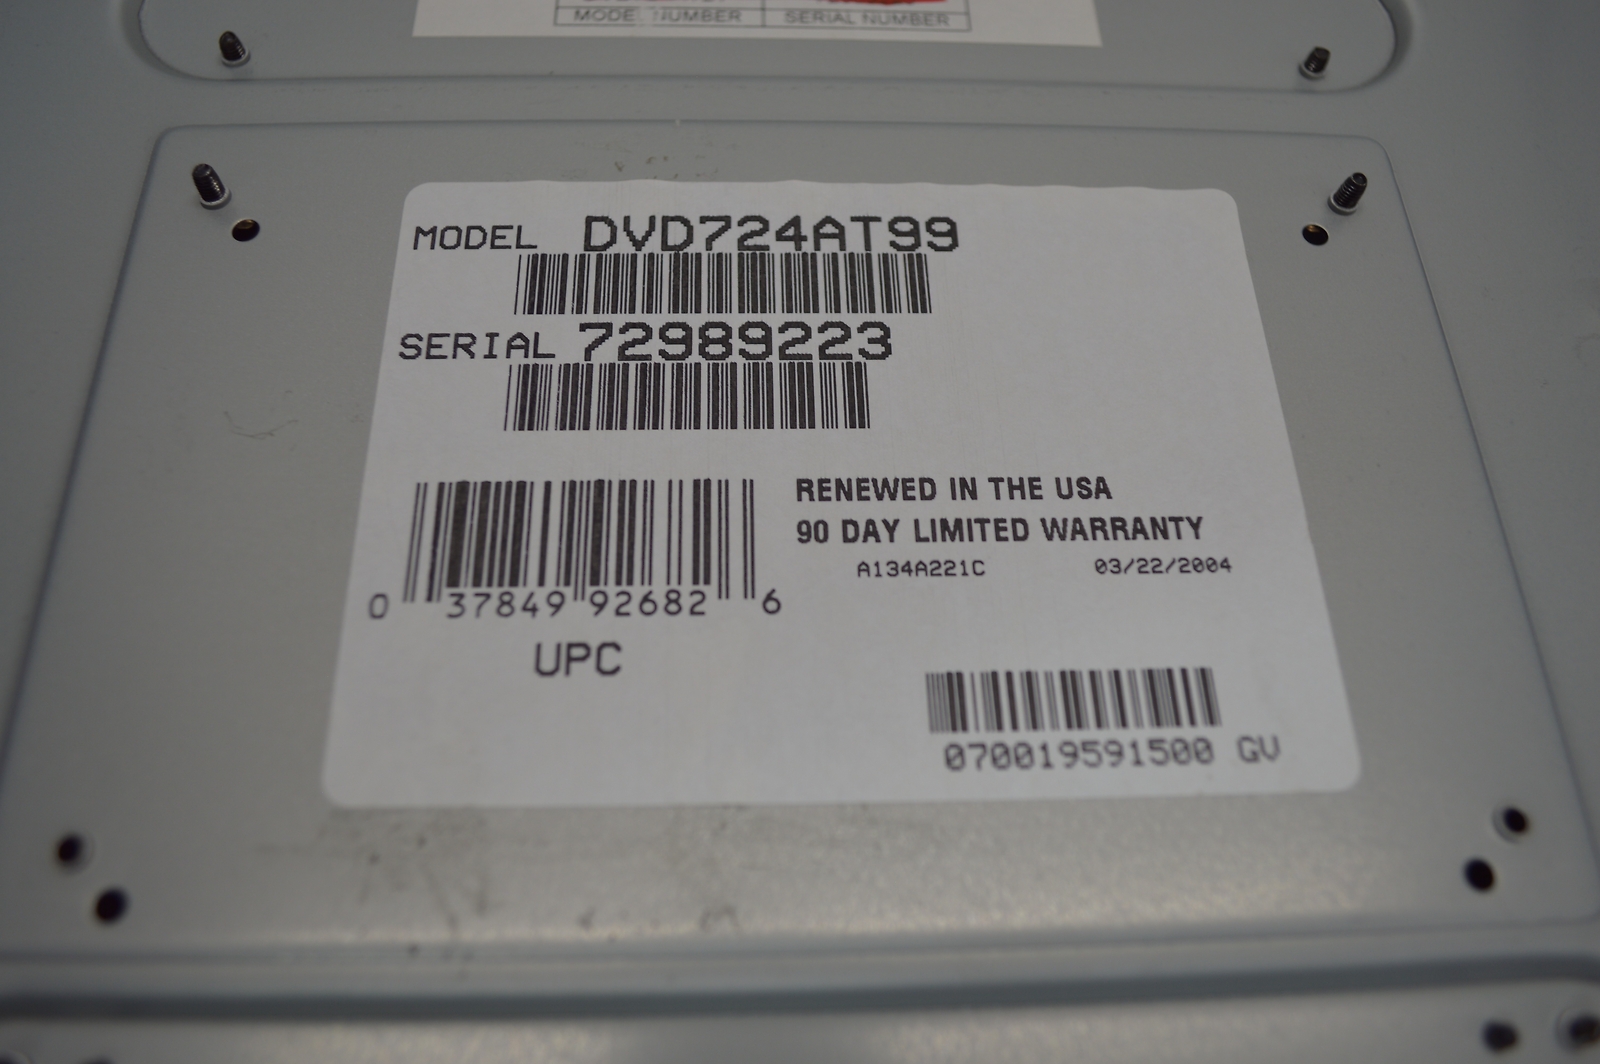 MODEL NUMBER SERIAL NUMBER
MODEL DVD724AT99
SERIAL 72989223
RENEWED IN THE USA
90 DAY LIMITED WARRANTY
A134A221C 03/22/2004
0 37849 92682 6
UPC
070019591500 GV